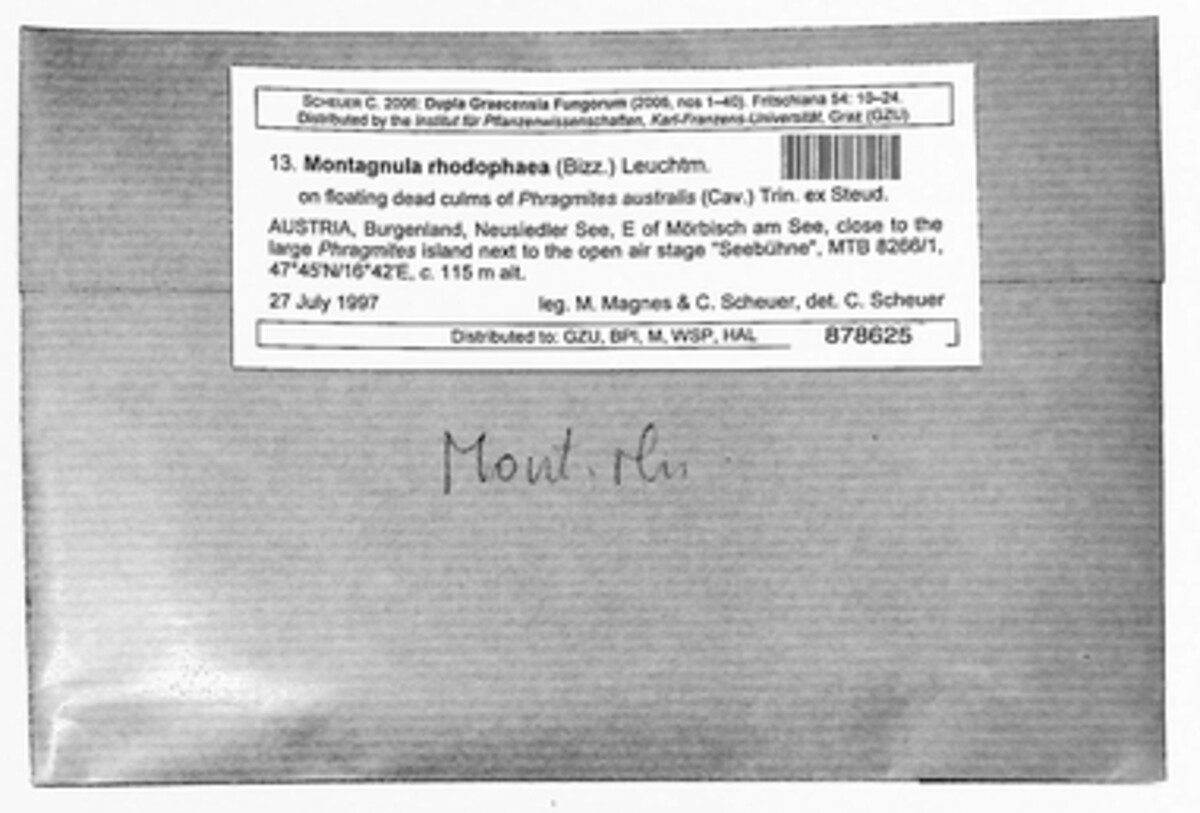 SCHEUER C. 2006: Dupla Graecensia Fungorum (2006, nos 1–40). Fritschiana 54: 10–24.
Distributed by the Institut für Pflanzenwissenschaften, Karl-Franzens-Universität, Graz (GZU)
13. Montagnula rhodophaea (Bizz.) Leuchtm.
on floating dead culms of Phragmites australis (Cav.) Trin. ex Steud.
AUSTRIA, Burgenland, Neusiedler See, E of Mörbisch am See, close to the
large Phragmites island next to the open air stage "Seebühne", MTB 8266/1,
47°45'N/16°42'E, c. 115 m alt.
27 July 1997 leg. M. Magnes & C. Scheuer, det. C. Scheuer
Distributed to: GZU, BPI, M, WSP, HAL 878625
Mont. rh.